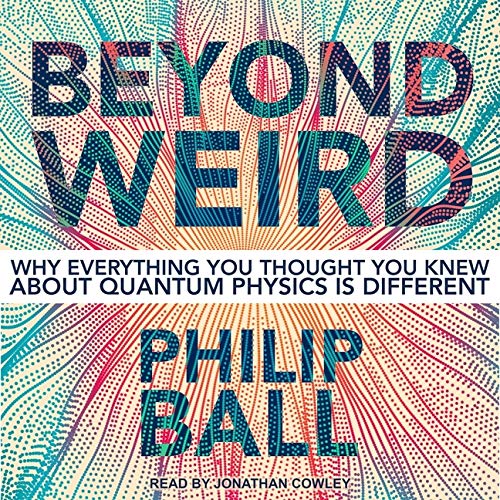 BEYOND
WEIRD
WHY EVERYTHING YOU THOUGHT YOU KNEW
ABOUT QUANTUM PHYSICS IS DIFFERENT
PHILIP
BALL
READ BY JONATHAN COWLEY